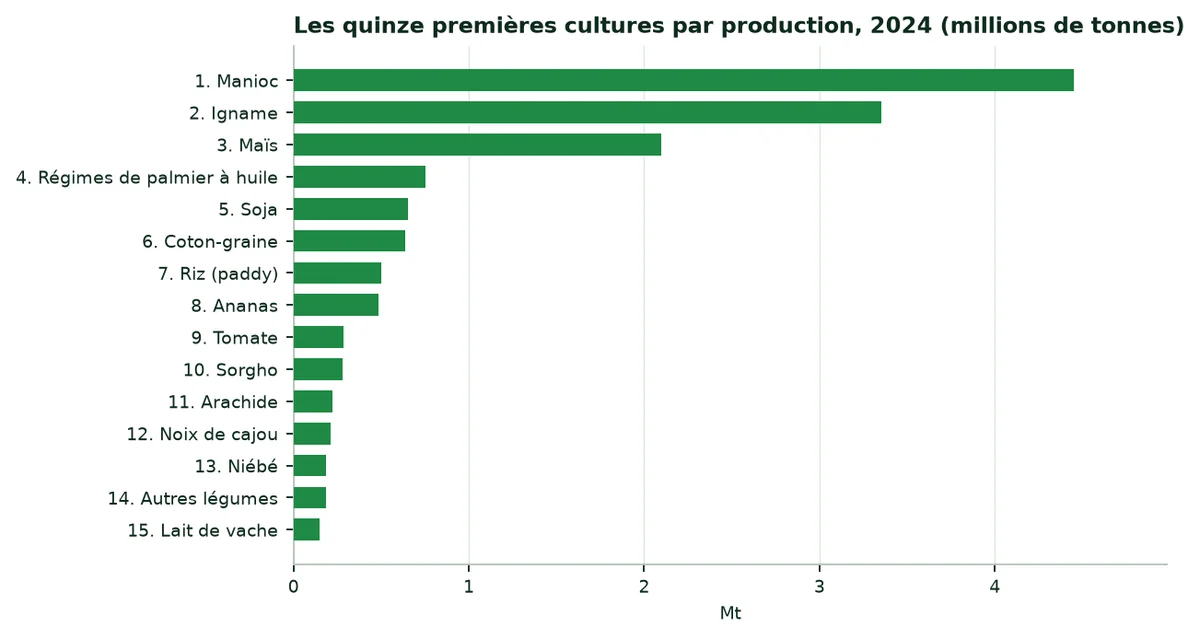 Les quinze premières cultures par production, 2024 (millions de tonnes)
1. Manioc
2. Igname
3. Maïs
4. Régimes de palmier à huile
5. Soja
6. Coton-graine
7. Riz (paddy)
8. Ananas
9. Tomate
10. Sorgho
11. Arachide
12. Noix de cajou
13. Niébé
14. Autres légumes
15. Lait de vache
0 1 2 3 4
Mt